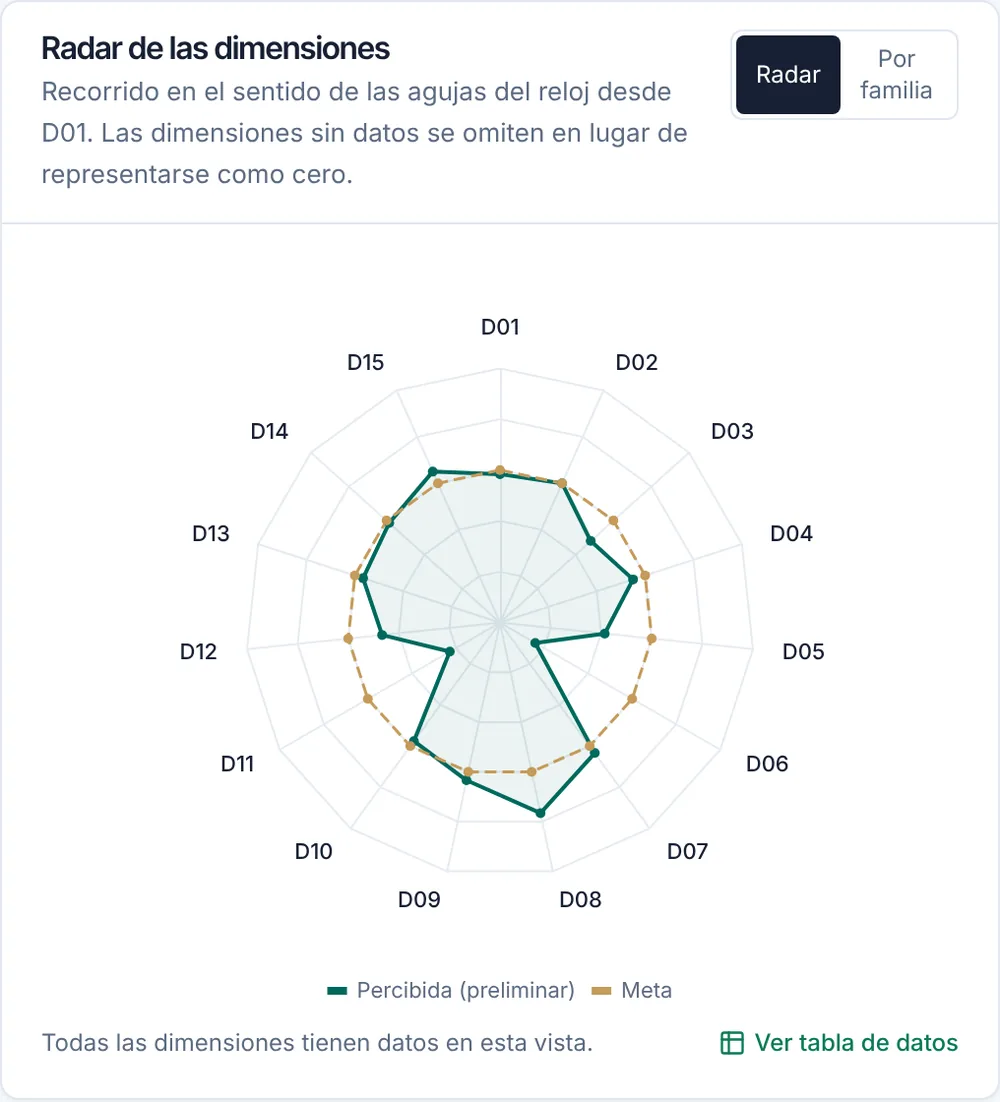 Radar de las dimensiones
Recorrido en el sentido de las agujas del reloj desde
D01. Las dimensiones sin datos se omiten en lugar de
representarse como cero.
Radar
Por
familia
D01
D02
D03
D04
D05
D06
D07
D08
D09
D10
D11
D12
D13
D14
D15
Percibida (preliminar)
Meta
Todas las dimensiones tienen datos en esta vista.
Ver tabla de datos